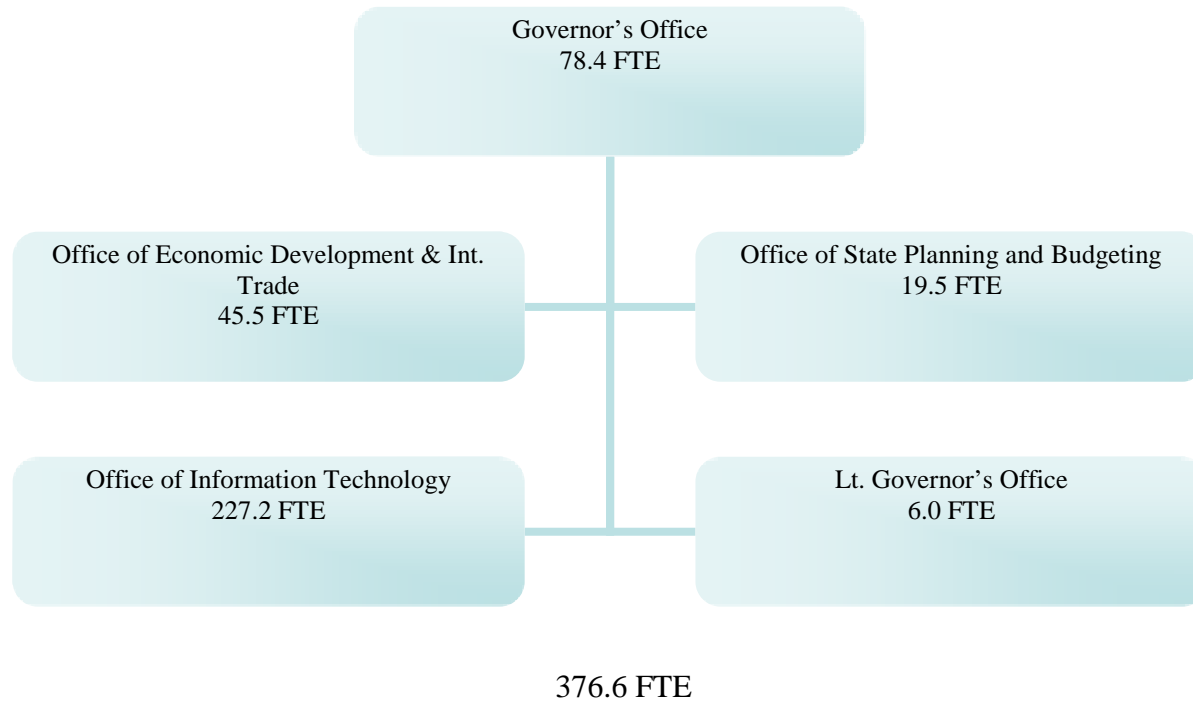 Governor’s Office
78.4 FTE
Office of Economic Development & Int.
Trade
45.5 FTE
Office of State Planning and Budgeting
19.5 FTE
Office of Information Technology
227.2 FTE
Lt. Governor’s Office
6.0 FTE
376.6 FTE